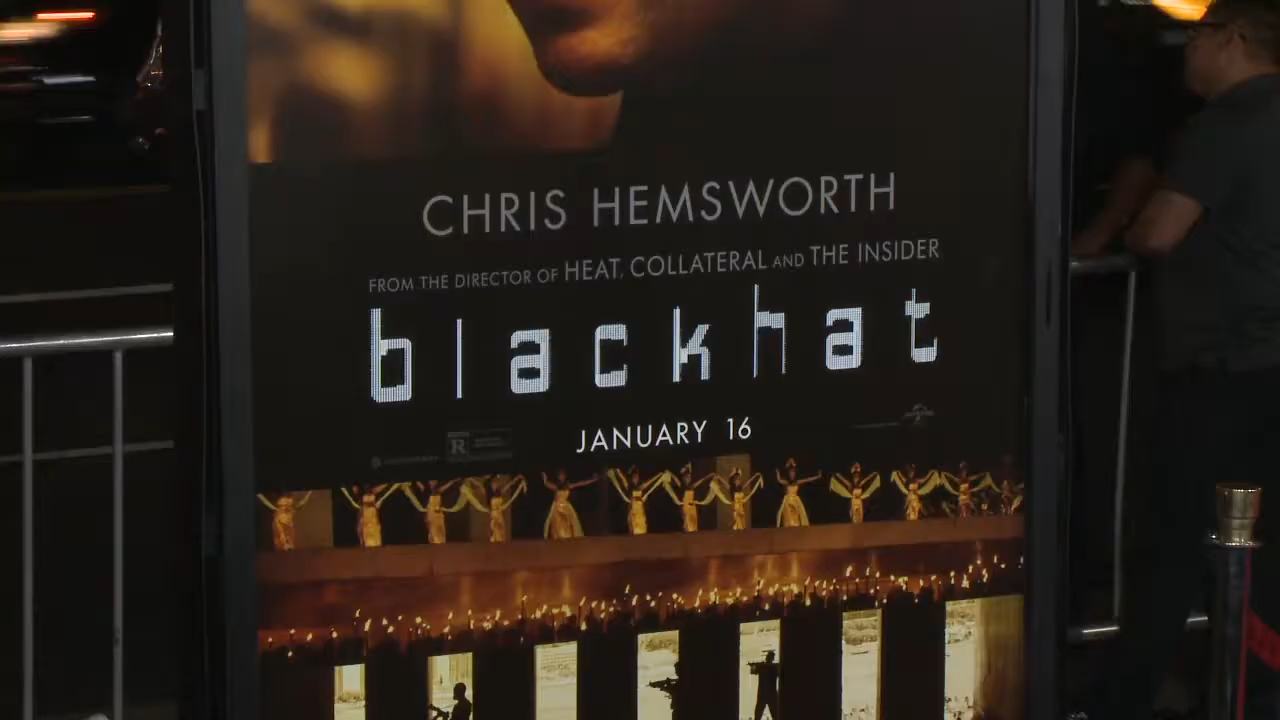 CHRIS HEMSWORTH
FROM THE DIRECTOR OF HEAT, COLLATERAL AND THE INSIDER
blackhat
JANUARY 16
R